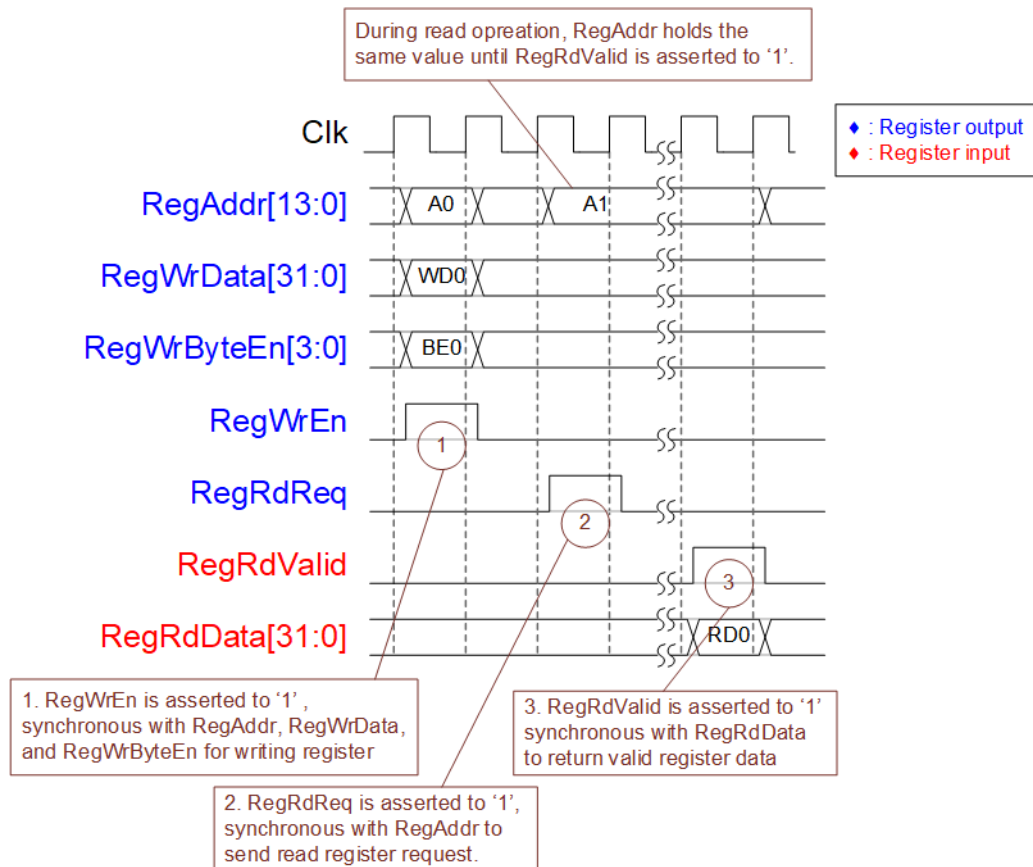 During read opreation, RegAddr holds the
same value until RegRdValid is asserted to ‘1’.
Clk
♦ : Register output
♦ : Register input
RegAddr[13:0]
A0
A1
RegWrData[31:0]
WD0
RegWrByteEn[3:0]
BE0
RegWrEn
1
RegRdReq
2
RegRdValid
3
RegRdData[31:0]
RD0
1. RegWrEn is asserted to ‘1’ ,
synchronous with RegAddr, RegWrData,
and RegWrByteEn for writing register
3. RegRdValid is asserted to ‘1’
synchronous with RegRdData
to return valid register data
2. RegRdReq is asserted to ‘1’,
synchronous with RegAddr to
send read register request.